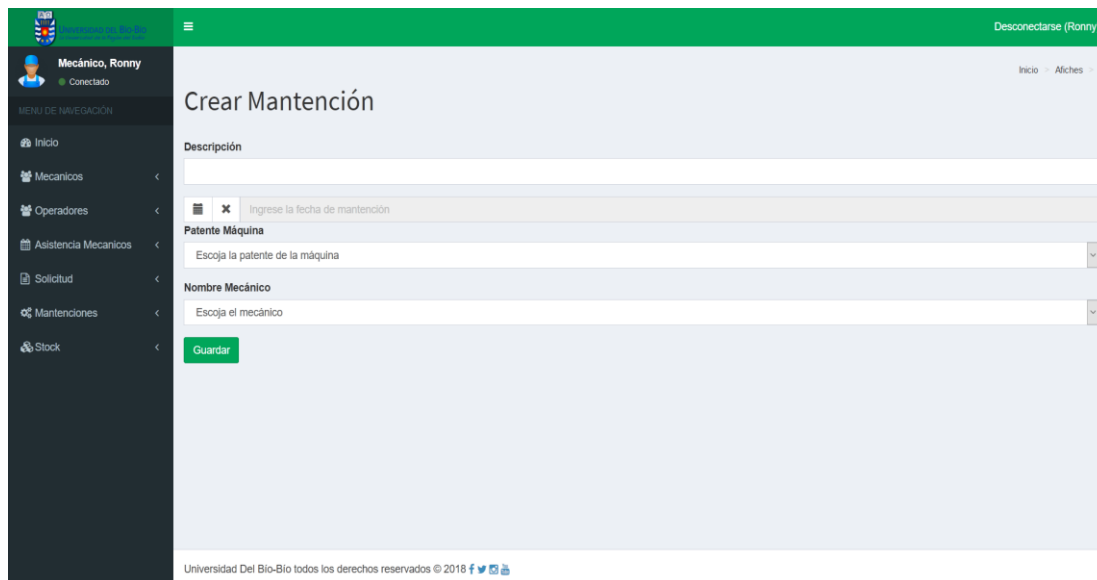 UNIVERSIDAD DEL BÍO-BÍO
Desconectarse (Ronny
Mecánico, Ronny
Conectado
MENU DE NAVEGACIÓN
Inicio
Mecanicos
Operadores
Asistencia Mecanicos
Solicitud
Mantenciones
Stock
Inicio > Afiches >
Crear Mantención
Descripción
Ingrese la fecha de mantención
Patente Máquina
Escoja la patente de la máquina
Nombre Mecánico
Escoja el mecánico
Guardar
Universidad Del Bío-Bío todos los derechos reservados © 2018